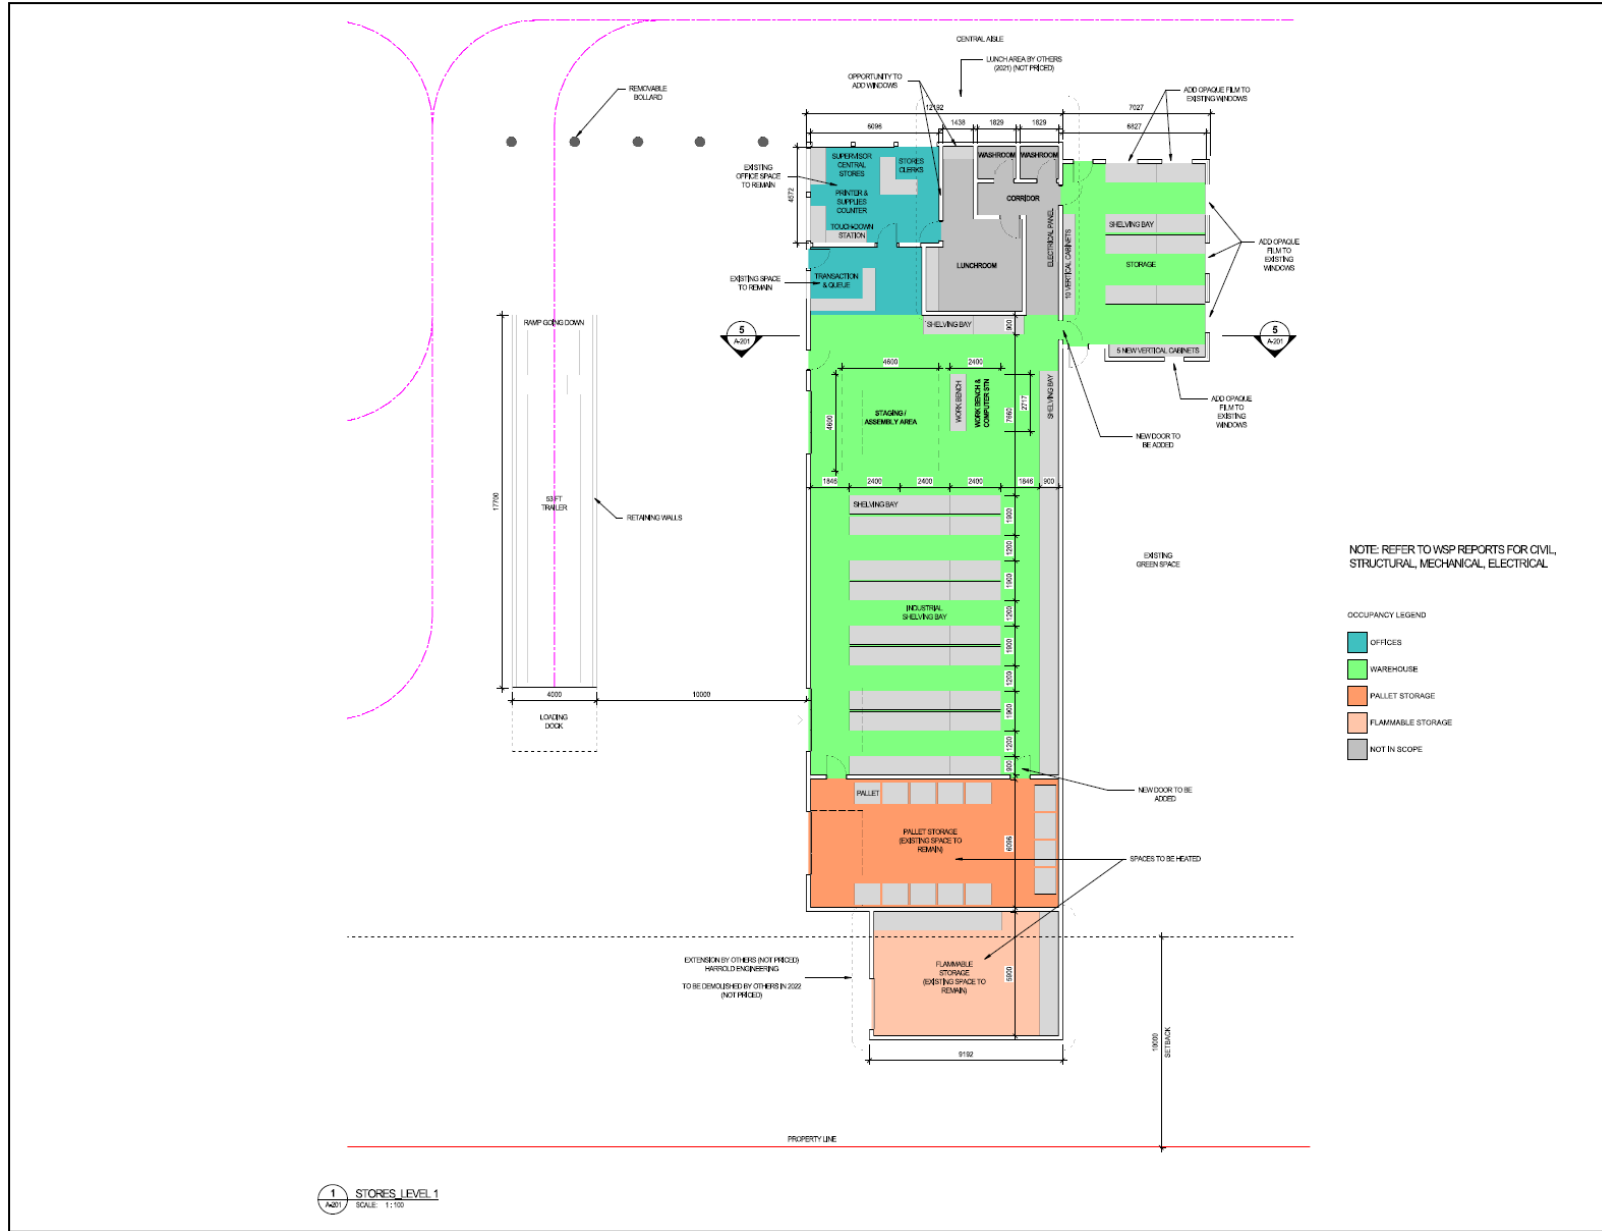 CENTRAL AISLE
LUNCH AREA BY OTHERS
(2021) (NOT PRICED)
OPPORTUNITY TO
ADD WINDOWS
REMOVABLE
BOLLARD
ADD OPAQUE FILM TO
EXISTING WINDOWS
12192
7027
6096
1438
1829
1829
6827
EXISTING
OFFICE SPACE
TO REMAIN
4572
SUPERVISOR
CENTRAL
STORES
STORES
CLERKS
PRINTER &
SUPPLIES
COUNTER
TOUCHDOWN
STATION
WASHROOM
WASHROOM
CORRIDOR
ELECTRICAL PANEL
10 VERTICAL CABINETS
SHELVING BAY
STORAGE
ADD OPAQUE
FILM TO
EXISTING
WINDOWS
LUNCHROOM
EXISTING SPACE
TO REMAIN
TRANSACTION
& QUEUE
RAMP GOING DOWN
5
A-201
SHELVING BAY
900
5
A-201
5 NEW VERTICAL CABINETS
4600
2400
4600
STAGING /
ASSEMBLY AREA
WORK BENCH
WORK BENCH &
COMPUTER STN
7660
2717
SHELVING BAY
ADD OPAQUE
FILM TO
EXISTING
WINDOWS
NEW DOOR TO
BE ADDED
1846
2400
2400
2400
1846
900
17700
53 FT
TRAILER
RETAINING WALLS
SHELVING BAY
1900
1200
1900
1200
1900
1200
1900
1200
900
INDUSTRIAL
SHELVING BAY
EXISTING
GREEN SPACE
NOTE: REFER TO WSP REPORTS FOR CIVIL,
STRUCTURAL, MECHANICAL, ELECTRICAL
OCCUPANCY LEGEND
OFFICES
WAREHOUSE
PALLET STORAGE
FLAMMABLE STORAGE
NOT IN SCOPE
4000
10000
LOADING
DOCK
NEW DOOR TO BE
ADDED
PALLET
PALLET STORAGE
(EXISTING SPACE TO
REMAIN)
6096
SPACES TO BE HEATED
EXTENSION BY OTHERS (NOT PRICED)
HARROLD ENGINEERING
TO BE DEMOLISHED BY OTHERS IN 2022
(NOT PRICED)
FLAMMABLE
STORAGE
(EXISTING SPACE TO
REMAIN)
5900
9192
10000
SETBACK
PROPERTY LINE
1
A-201
STORES_LEVEL 1
SCALE: 1 : 100